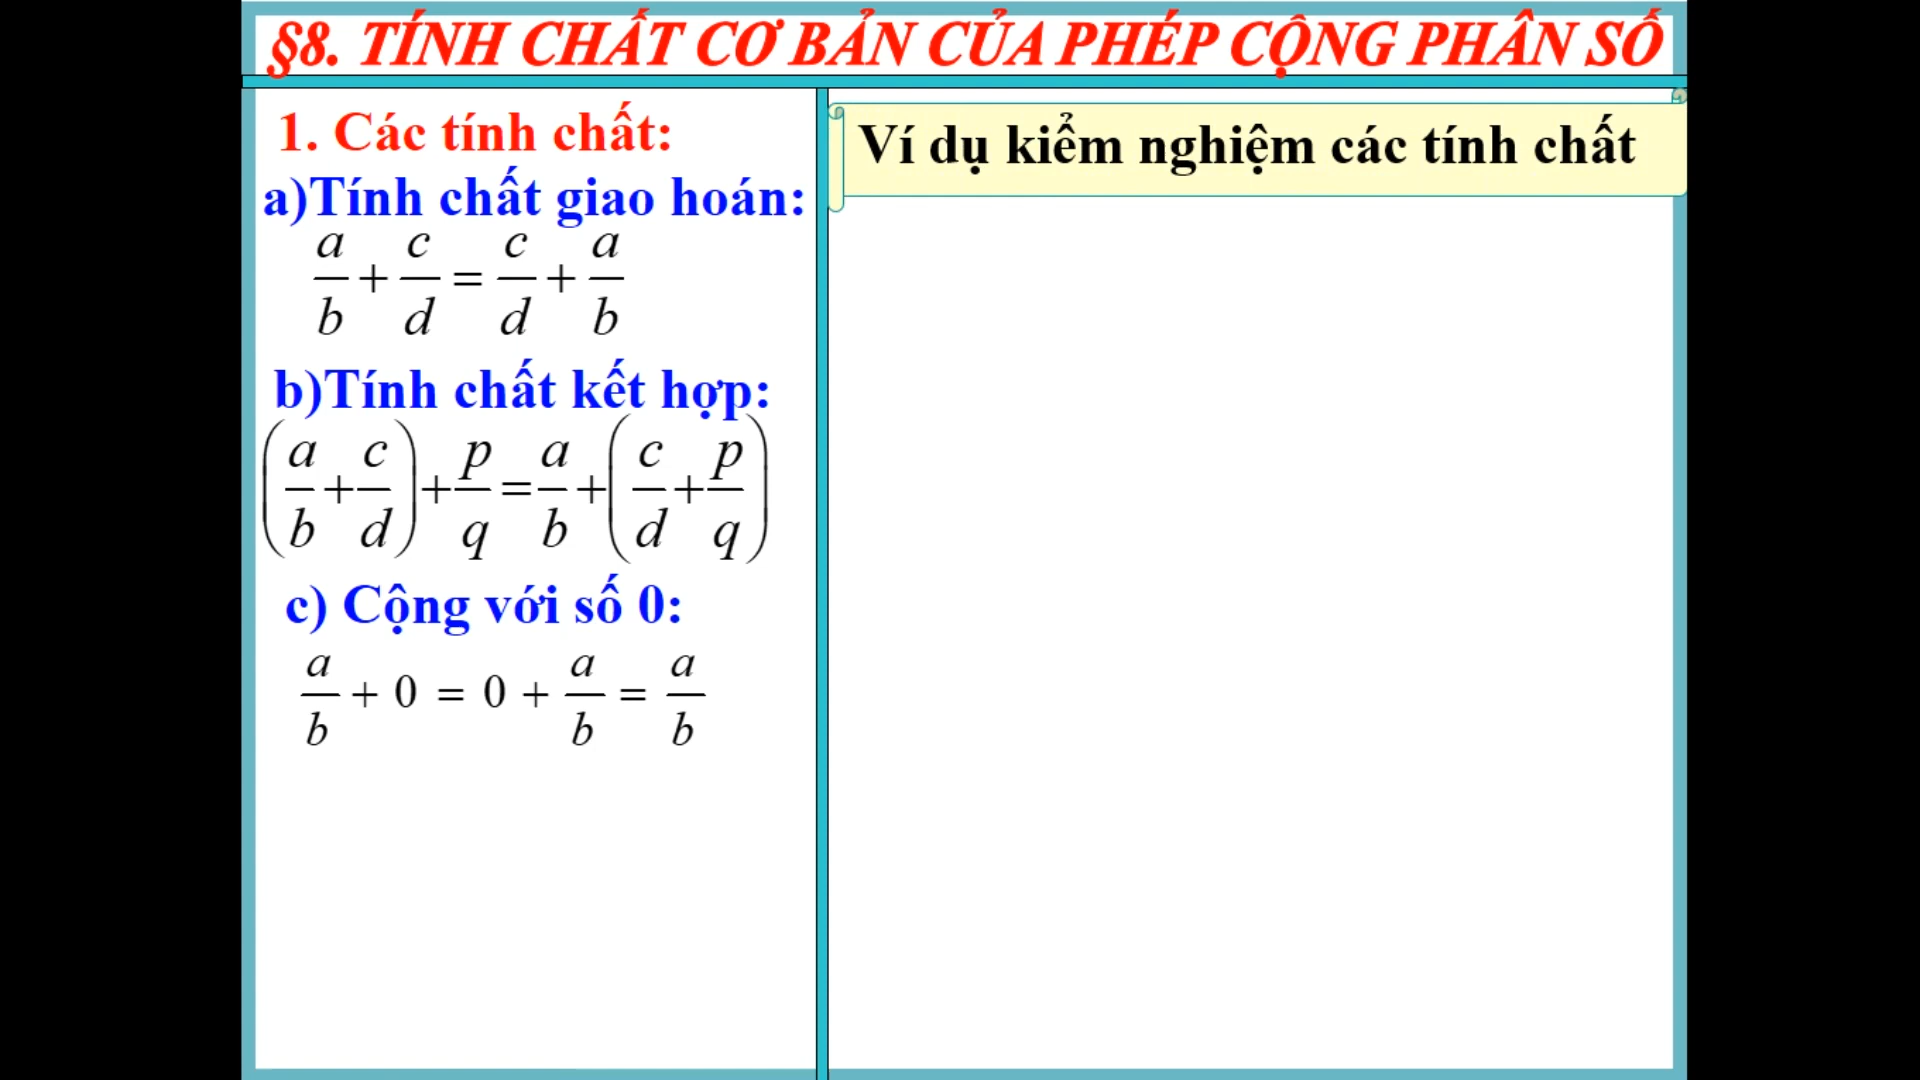 §8. TÍNH CHẤT CƠ BẢN CỦA PHÉP CỘNG PHÂN SỐ
1. Các tính chất:
a)Tính chất giao hoán:
a/b + c/d = c/d + a/b
b)Tính chất kết hợp:
(a/b + c/d) + p/q = a/b + (c/d + p/q)
c) Cộng với số 0:
a/b + 0 = 0 + a/b = a/b
Ví dụ kiểm nghiệm các tính chất